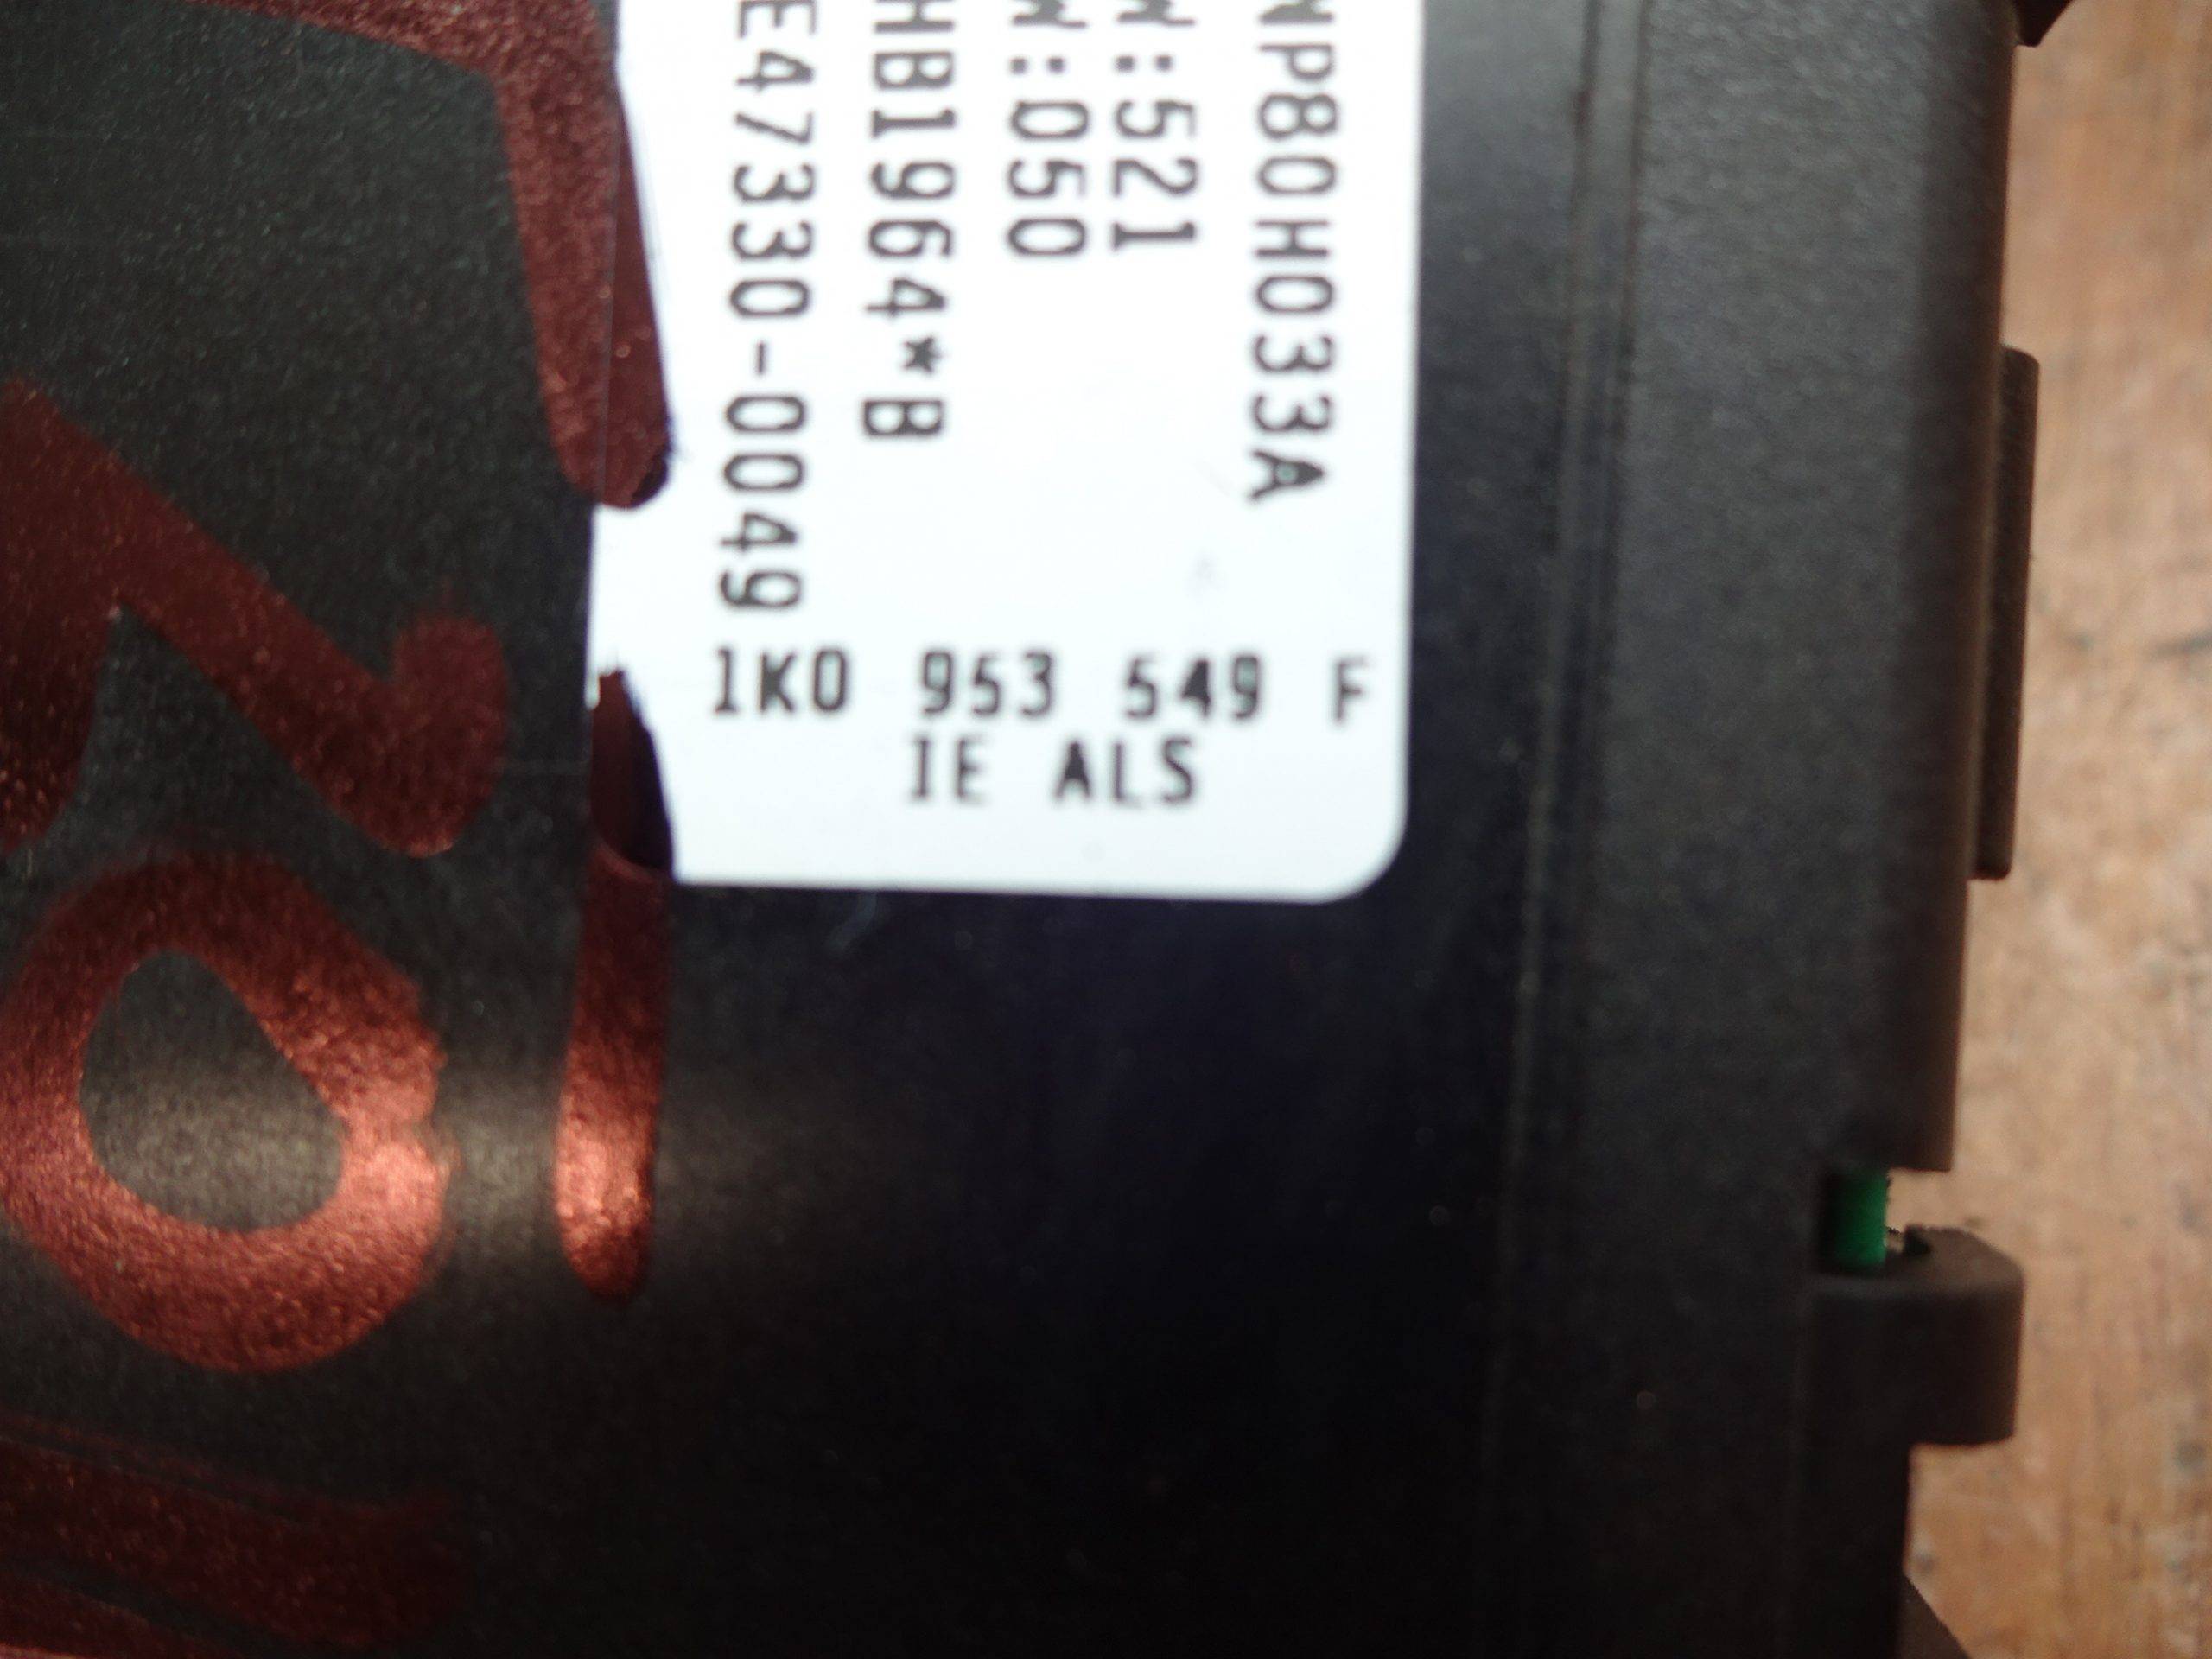 NP80H033A
W:521
W:050
HB1964*B
E47330-0049
1K0 953 549 F
IE ALS